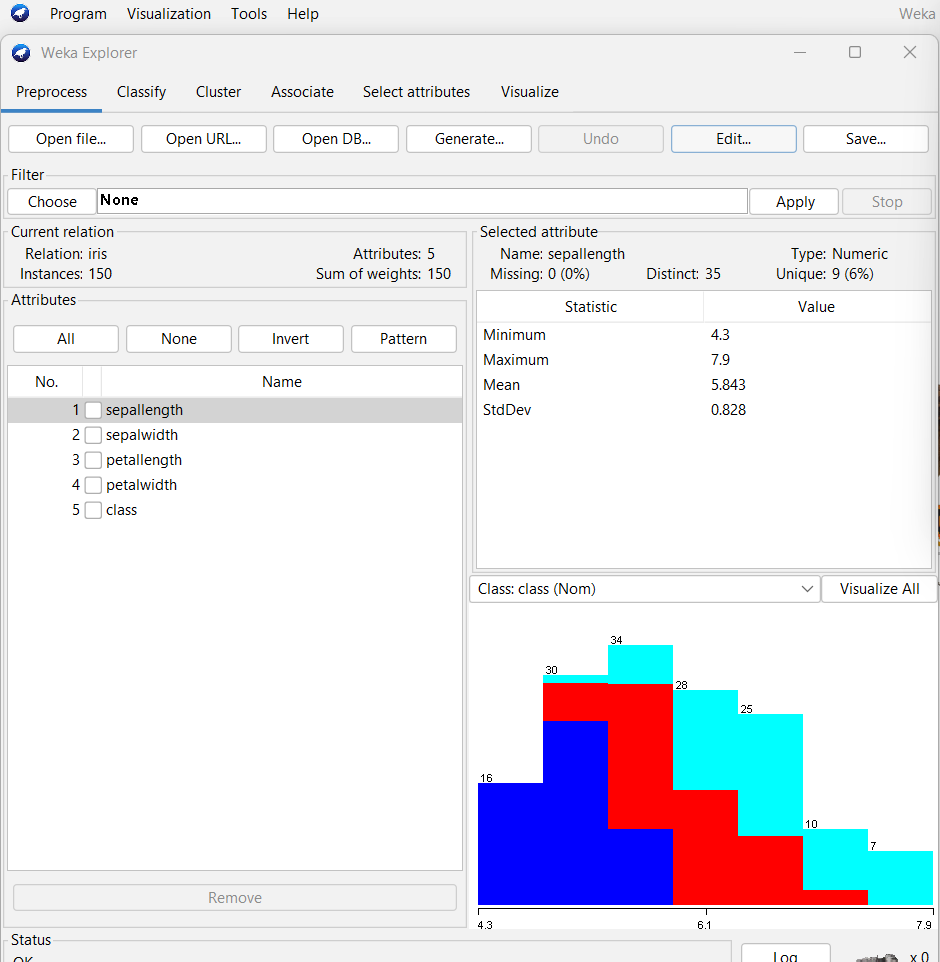 Program Visualization Tools Help Weka
Weka Explorer
Preprocess Classify Cluster Associate Select attributes Visualize
Open file... Open URL... Open DB... Generate... Undo Edit... Save...
Filter
Choose None Apply Stop
Current relation
Relation: iris Attributes: 5
Instances: 150 Sum of weights: 150
Selected attribute
Name: sepallength Type: Numeric
Missing: 0 (0%) Distinct: 35 Unique: 9 (6%)
Attributes
All None Invert Pattern
No. Name
1 sepallength
2 sepalwidth
3 petallength
4 petalwidth
5 class
Remove
Statistic Value
Minimum 4.3
Maximum 7.9
Mean 5.843
StdDev 0.828
Class: class (Nom) Visualize All
34
30
28
25
16
10
7
4.3 6.1 7.9
Status
OK
Log x 0